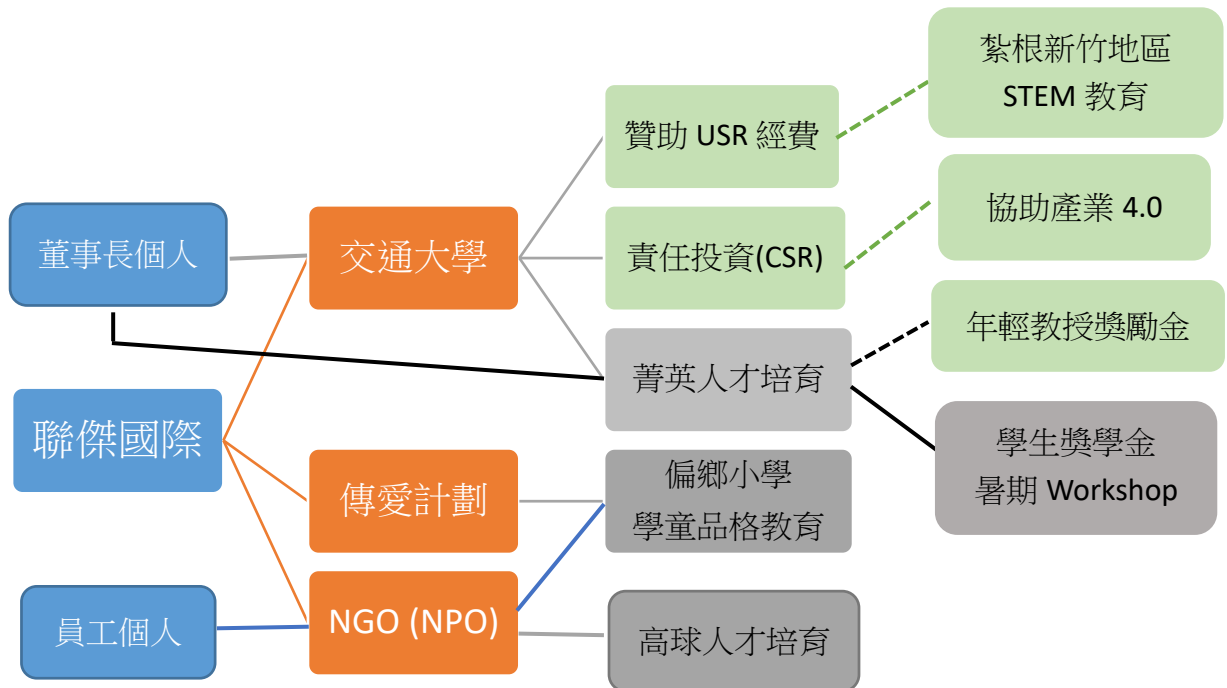 紮根新竹地區
STEM 教育
贊助 USR 經費
協助產業 4.0
董事長個人
交通大學
責任投資(CSR)
年輕教授獎勵金
菁英人才培育
聯傑國際
學生獎學金
暑期 Workshop
傳愛計劃
偏鄉小學
學童品格教育
員工個人
NGO (NPO)
高球人才培育